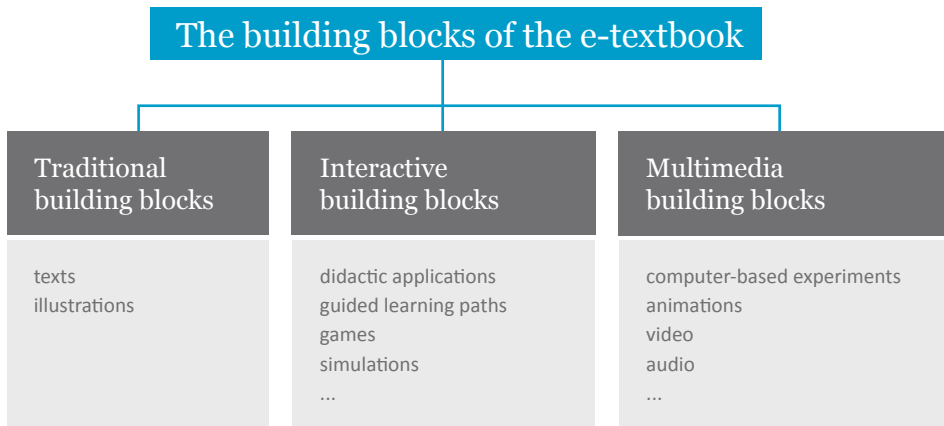 The building blocks of the e-textbook
Traditional
building blocks
texts
illustrations
Interactive
building blocks
didactic applications
guided learning paths
games
simulations
...
Multimedia
building blocks
computer-based experiments
animations
video
audio
...